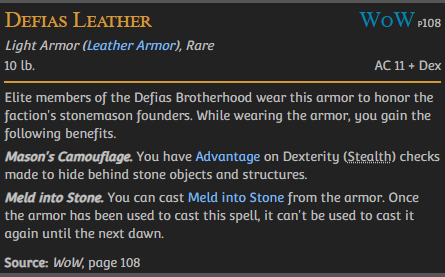 Defias Leather WoW p108
Light Armor (Leather Armor), Rare
10 lb. AC 11 + Dex
Elite members of the Defias Brotherhood wear this armor to honor the
faction's stonemason founders. While wearing the armor, you gain the
following benefits.
Mason's Camouflage. You have Advantage on Dexterity (Stealth) checks
made to hide behind stone objects and structures.
Meld into Stone. You can cast Meld into Stone from the armor. Once
the armor has been used to cast this spell, it can't be used to cast it
again until the next dawn.
Source: WoW, page 108